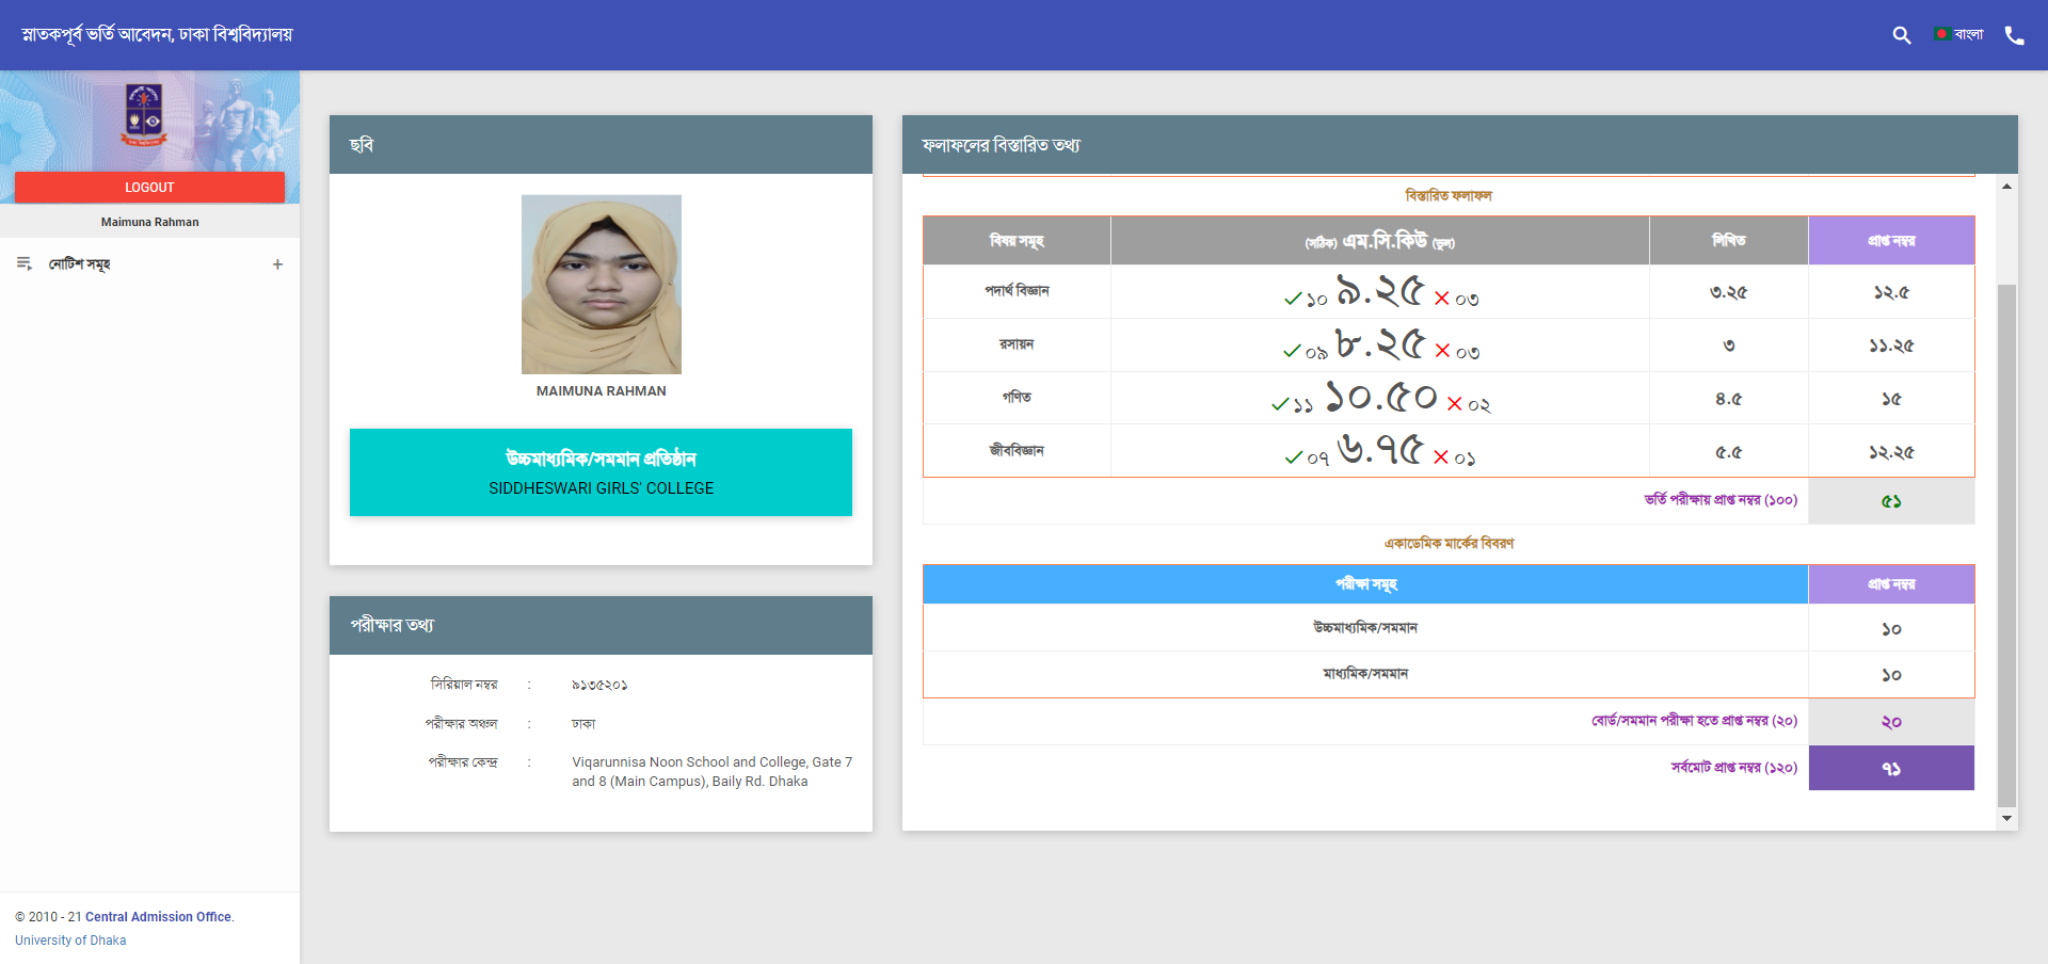 স্নাতকপূর্ব ভর্তি আবেদন, ঢাকা বিশ্ববিদ্যালয়
বাংলা
LOGOUT
Maimuna Rahman
নোটিশ সমূহ +
ছবি
MAIMUNA RAHMAN
উচ্চমাধ্যমিক/সমমান প্রতিষ্ঠান
SIDDHESWARI GIRLS' COLLEGE
পরীক্ষার তথ্য
সিরিয়াল নম্বর : ৯১৩৫২০১
পরীক্ষার অঞ্চল : ঢাকা
পরীক্ষার কেন্দ্র : Viqarunnisa Noon School and College, Gate 7
and 8 (Main Campus), Baily Rd. Dhaka
ফলাফলের বিস্তারিত তথ্য
বিস্তারিত ফলাফল
বিষয় সমূহ (সঠিক) এম.সি.কিউ (ভুল) লিখিত প্রাপ্ত নম্বর
পদার্থ বিজ্ঞান ✓১০ ৯.২৫ ✕০৩ ৩.২৫ ১২.৫
রসায়ন ✓০৯ ৮.২৫ ✕০৩ ৩ ১১.২৫
গণিত ✓১১ ১০.৫০ ✕০২ ৪.৫ ১৫
জীববিজ্ঞান ✓০৭ ৬.৭৫ ✕০১ ৫.৫ ১২.২৫
ভর্তি পরীক্ষায় প্রাপ্ত নম্বর (১০০) ৫১
একাডেমিক মার্কের বিবরণ
পরীক্ষা সমূহ প্রাপ্ত নম্বর
উচ্চমাধ্যমিক/সমমান ১০
মাধ্যমিক/সমমান ১০
বোর্ড/সমমান পরীক্ষা হতে প্রাপ্ত নম্বর (২০) ২০
সর্বমোট প্রাপ্ত নম্বর (১২০) ৭১
© 2010 - 21 Central Admission Office.
University of Dhaka